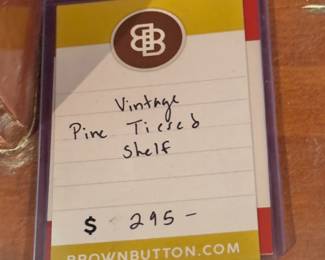 BB
Vintage
Pine Tiered
Shelf
$ 295-
BROWNBUTTON.COM